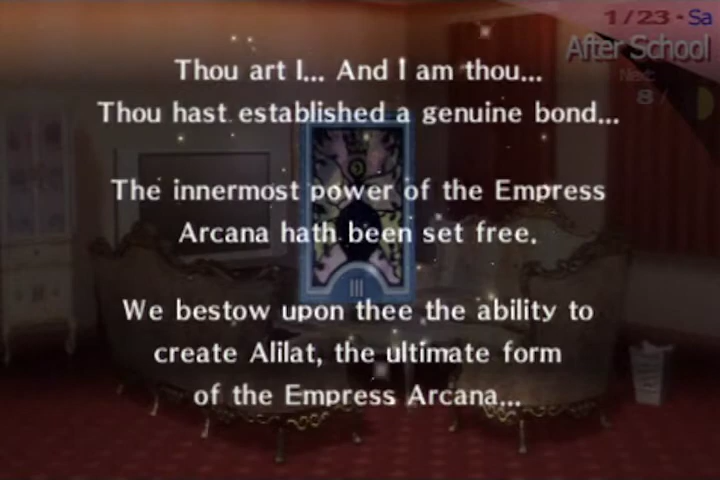 1/23 · Sa
After School
Next:
8/
Thou art I... And I am thou...
Thou hast established a genuine bond...
The innermost power of the Empress
Arcana hath been set free.
III
We bestow upon thee the ability to
create Alilat, the ultimate form
of the Empress Arcana...